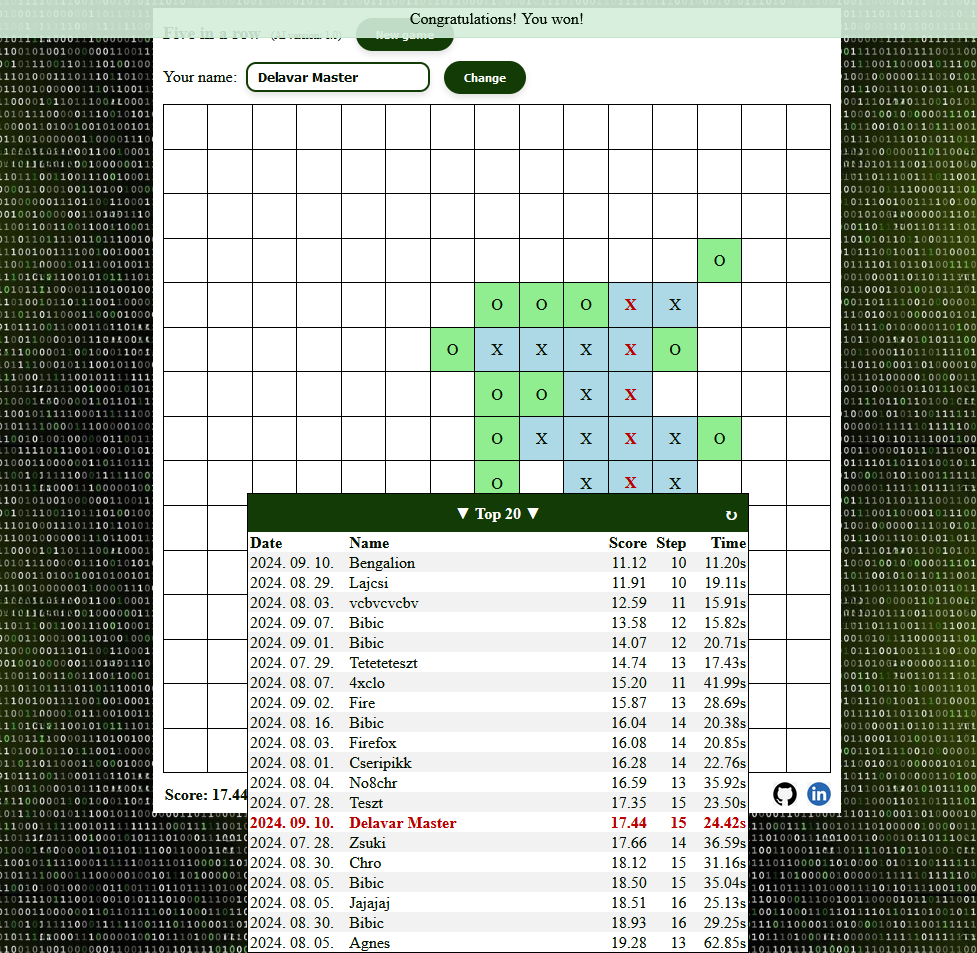 Congratulations! You won!
Five in a row (AI version: 1.0) New game
Your name: Delavar Master Change
O
O O O X X
O X X X X O
O O X X
O X X X X O
O X X X
▼ Top 20 ▼ ↻
Date Name Score Step Time
2024. 09. 10. Bengalion 11.12 10 11.20s
2024. 08. 29. Lajcsi 11.91 10 19.11s
2024. 08. 03. vcbvcvcbv 12.59 11 15.91s
2024. 09. 07. Bibic 13.58 12 15.82s
2024. 09. 01. Bibic 14.07 12 20.71s
2024. 07. 29. Teteteteszt 14.74 13 17.43s
2024. 08. 07. 4xclo 15.20 11 41.99s
2024. 09. 02. Fire 15.87 13 28.69s
2024. 08. 16. Bibic 16.04 14 20.38s
2024. 08. 03. Firefox 16.08 14 20.85s
2024. 08. 01. Cseripikk 16.28 14 22.76s
2024. 08. 04. No8chr 16.59 13 35.92s
2024. 07. 28. Teszt 17.35 15 23.50s
2024. 09. 10. Delavar Master 17.44 15 24.42s
2024. 07. 28. Zsuki 17.66 14 36.59s
2024. 08. 30. Chro 18.12 15 31.16s
2024. 08. 05. Bibic 18.50 15 35.04s
2024. 08. 05. Jajajaj 18.51 16 25.13s
2024. 08. 30. Bibic 18.93 16 29.25s
2024. 08. 05. Agnes 19.28 13 62.85s
Score: 17.44
in